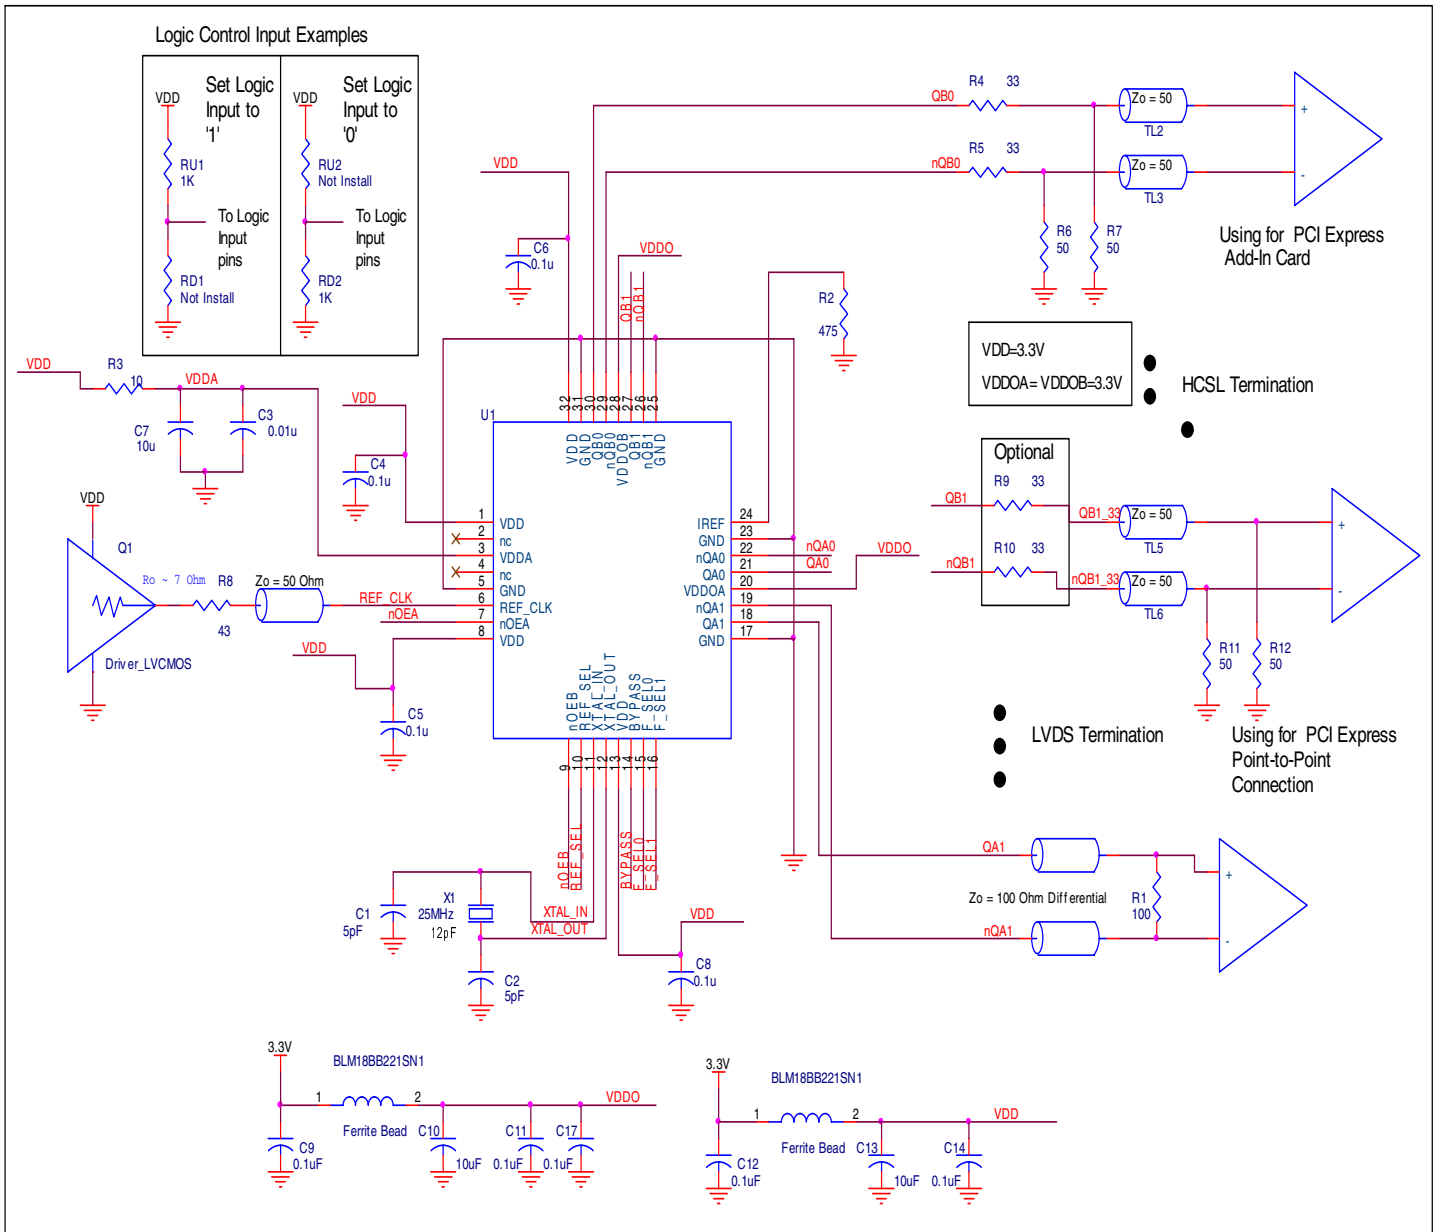 Logic Control Input Examples
Set Logic
Input to
'1'
VDD
RU1
1K
To Logic
Input
pins
RD1
Not Install
Set Logic
Input to
'0'
VDD
RU2
Not Install
To Logic
Input
pins
RD2
1K
VDD
C6
0.1u
VDDO
QB1
nQB1
R2
475
QB0
R4 33
Zo = 50
TL2
+
nQB0
R5 33
Zo = 50
TL3
-
R6
50
R7
50
Using for PCI Express
Add-In Card
VDD=3.3V
VDDOA= VDDOB=3.3V
HCSL Termination
VDD
R3
10
VDDA
C7
10u
C3
0.01u
VDD
C4
0.1u
U1
32
31
30
29
28
27
26
25
VDD
GND
QB0
nQB0
VDDOB
QB1
nQB1
GND
1 VDD
2 nc
3 VDDA
4 nc
5 GND
6 REF_CLK
7 nOEA
8 VDD
24 IREF
23 GND
22 nQA0
21 QA0
20 VDDOA
19 nQA1
18 QA1
17 GND
nQA0
QA0
VDDO
nOEB
REF_SEL
XTAL_IN
XTAL_OUT
VDD
BYPASS
F_SEL0
F_SEL1
9
10
11
12
13
14
15
16
nOEB
REF_SEL
BYPASS
F_SEL0
F_SEL1
VDD
Q1
Ro ~ 7 Ohm
R8
43
Zo = 50 Ohm
REF_CLK
nOEA
Driver_LVCMOS
VDD
C5
0.1u
Optional
QB1
R9 33
QB1_33
Zo = 50
TL5
+
nQB1
R10 33
nQB1_33
Zo = 50
TL6
-
R11
50
R12
50
LVDS Termination
Using for PCI Express
Point-to-Point
Connection
C1
5pF
X1
25MHz
12pF
XTAL_IN
XTAL_OUT
C2
5pF
VDD
C8
0.1u
QA1
Zo = 100 Ohm Differential
R1
100
nQA1
+
-
3.3V
BLM18BB221SN1
1
2
VDDO
Ferrite Bead
C9
0.1uF
C10
10uF
C11
0.1uF
C17
0.1uF
3.3V
BLM18BB221SN1
1
2
VDD
Ferrite Bead
C12
0.1uF
C13
10uF
C14
0.1uF